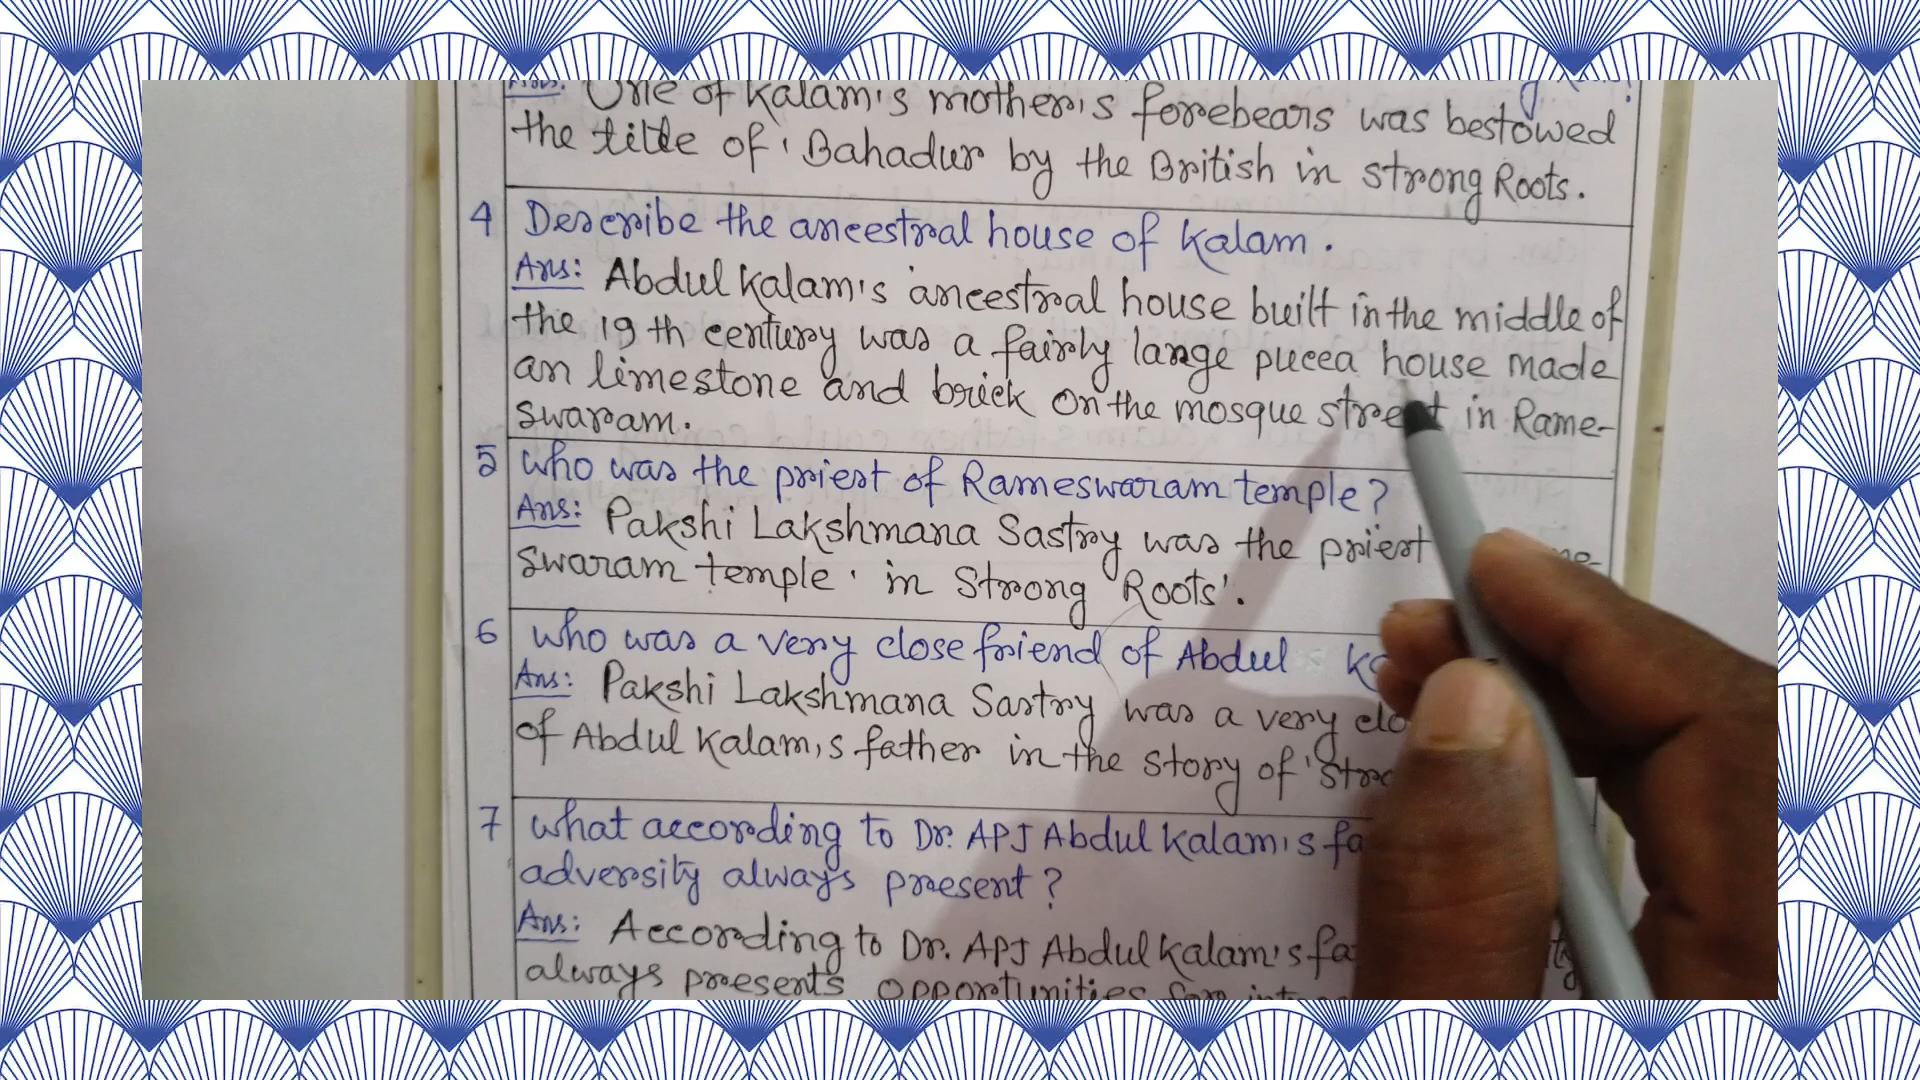 Ans. One of Kalam's mother's forebears was bestowed
the title of 'Bahadur by the British in strong Roots.
4 Describe the ancestral house of Kalam.
Ans: Abdul Kalam's ancestral house built in the middle of
the 19 th century was a fairly large pucca house made
an limestone and brick on the mosque street in Rame-
swaram.
5 who was the priest of Rameswaram temple?
Ans: Pakshi Lakshmana Sastry was the priest
swaram temple ' in Strong Roots'.
6 who was a very close friend of Abdul
Ans: Pakshi Lakshmana Sastry was a very
of Abdul Kalam's father in the story of
7 what according to Dr. APJ Abdul Kalam's
adversity always present?
Ans: According to Dr. APJ Abdul Kalam's
always presents opportunities for